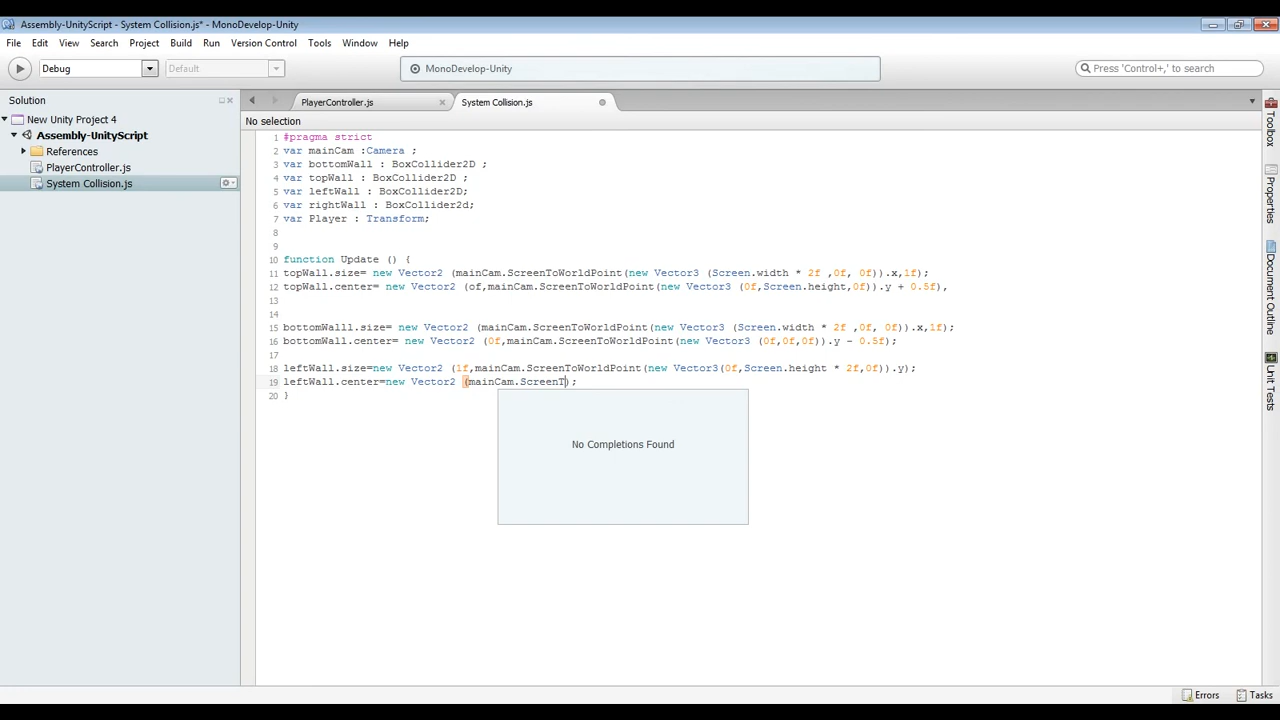 Assembly-UnityScript - System Collision.js* - MonoDevelop-Unity
File Edit View Search Project Build Run Version Control Tools Window Help
Debug Default MonoDevelop-Unity Press 'Control+,' to search
Solution
New Unity Project 4
Assembly-UnityScript
References
PlayerController.js
System Collision.js
PlayerController.js System Collision.js
No selection
1 #pragma strict
2 var mainCam :Camera ;
3 var bottomWall : BoxCollider2D ;
4 var topWall : BoxCollider2D ;
5 var leftWall : BoxCollider2D;
6 var rightWall : BoxCollider2d;
7 var Player : Transform;
8
9
10 function Update () {
11 topWall.size= new Vector2 (mainCam.ScreenToWorldPoint(new Vector3 (Screen.width * 2f ,0f, 0f)).x,1f);
12 topWall.center= new Vector2 (of,mainCam.ScreenToWorldPoint(new Vector3 (0f,Screen.height,0f)).y + 0.5f),
13
14
15 bottomWalll.size= new Vector2 (mainCam.ScreenToWorldPoint(new Vector3 (Screen.width * 2f ,0f, 0f)).x,1f);
16 bottomWall.center= new Vector2 (0f,mainCam.ScreenToWorldPoint(new Vector3 (0f,0f,0f)).y - 0.5f);
17
18 leftWall.size=new Vector2 (1f,mainCam.ScreenToWorldPoint(new Vector3(0f,Screen.height * 2f,0f)).y);
19 leftWall.center=new Vector2 (mainCam.ScreenT);
20 }
No Completions Found
Toolbox
Properties
Document Outline
Unit Tests
Errors Tasks